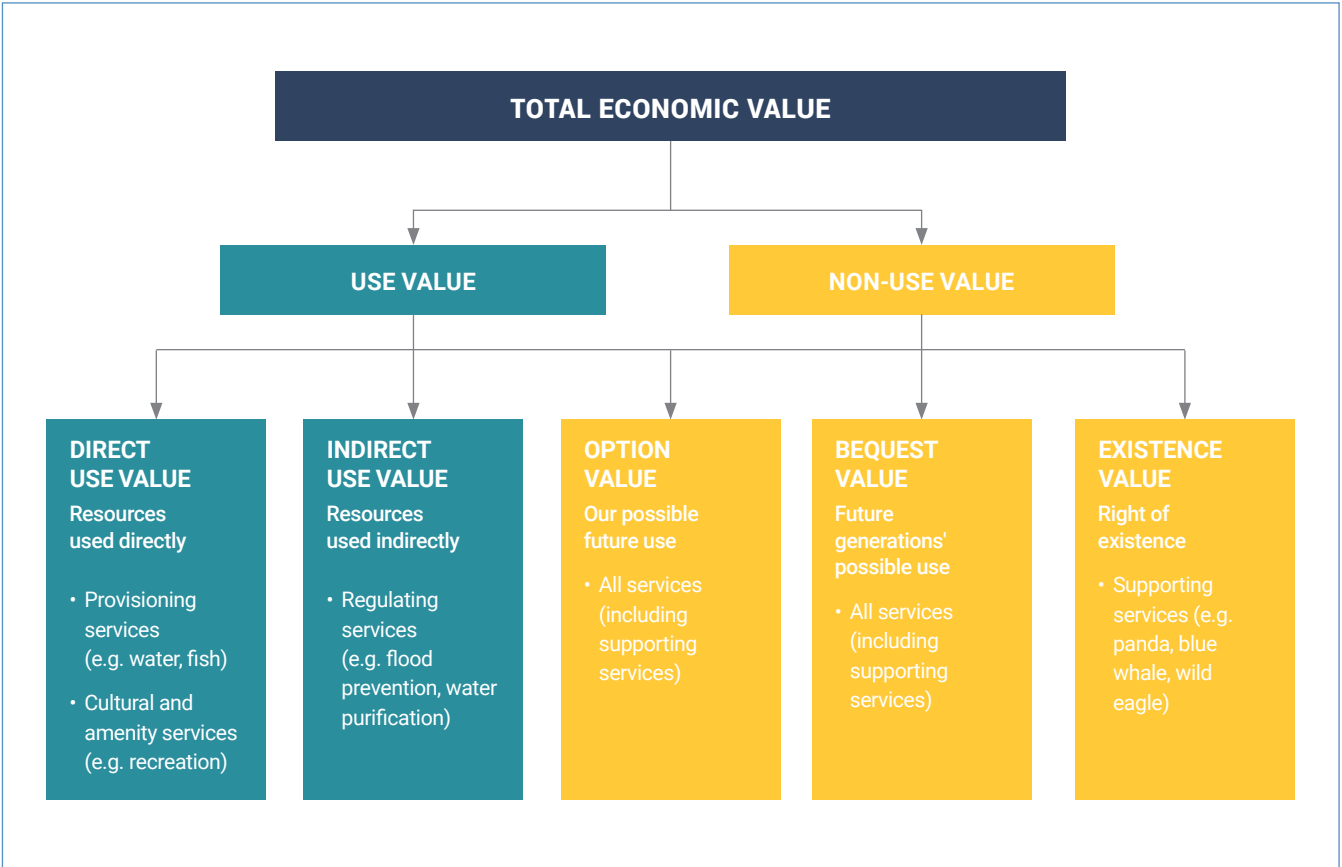 TOTAL ECONOMIC VALUE
USE VALUE
NON-USE VALUE
DIRECT
USE VALUE
Resources
used directly
• Provisioning
services
(e.g. water, fish)
• Cultural and
amenity services
(e.g. recreation)
INDIRECT
USE VALUE
Resources
used indirectly
• Regulating
services
(e.g. flood
prevention, water
purification)
OPTION
VALUE
Our possible
future use
• All services
(including
supporting
services)
BEQUEST
VALUE
Future
generations'
possible use
• All services
(including
supporting
services)
EXISTENCE
VALUE
Right of
existence
• Supporting
services (e.g.
panda, blue
whale, wild
eagle)